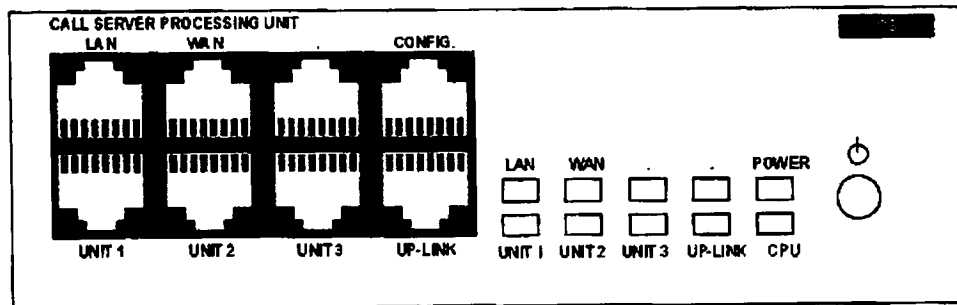 CALL SERVER PROCESSING UNIT
LAN WAN . CONFIG.
LAN WAN . . POWER
UNIT 1 UNIT 2 UNIT 3 UP-LINK
UNIT 1 UNIT 2 UNIT 3 UP-LINK CPU